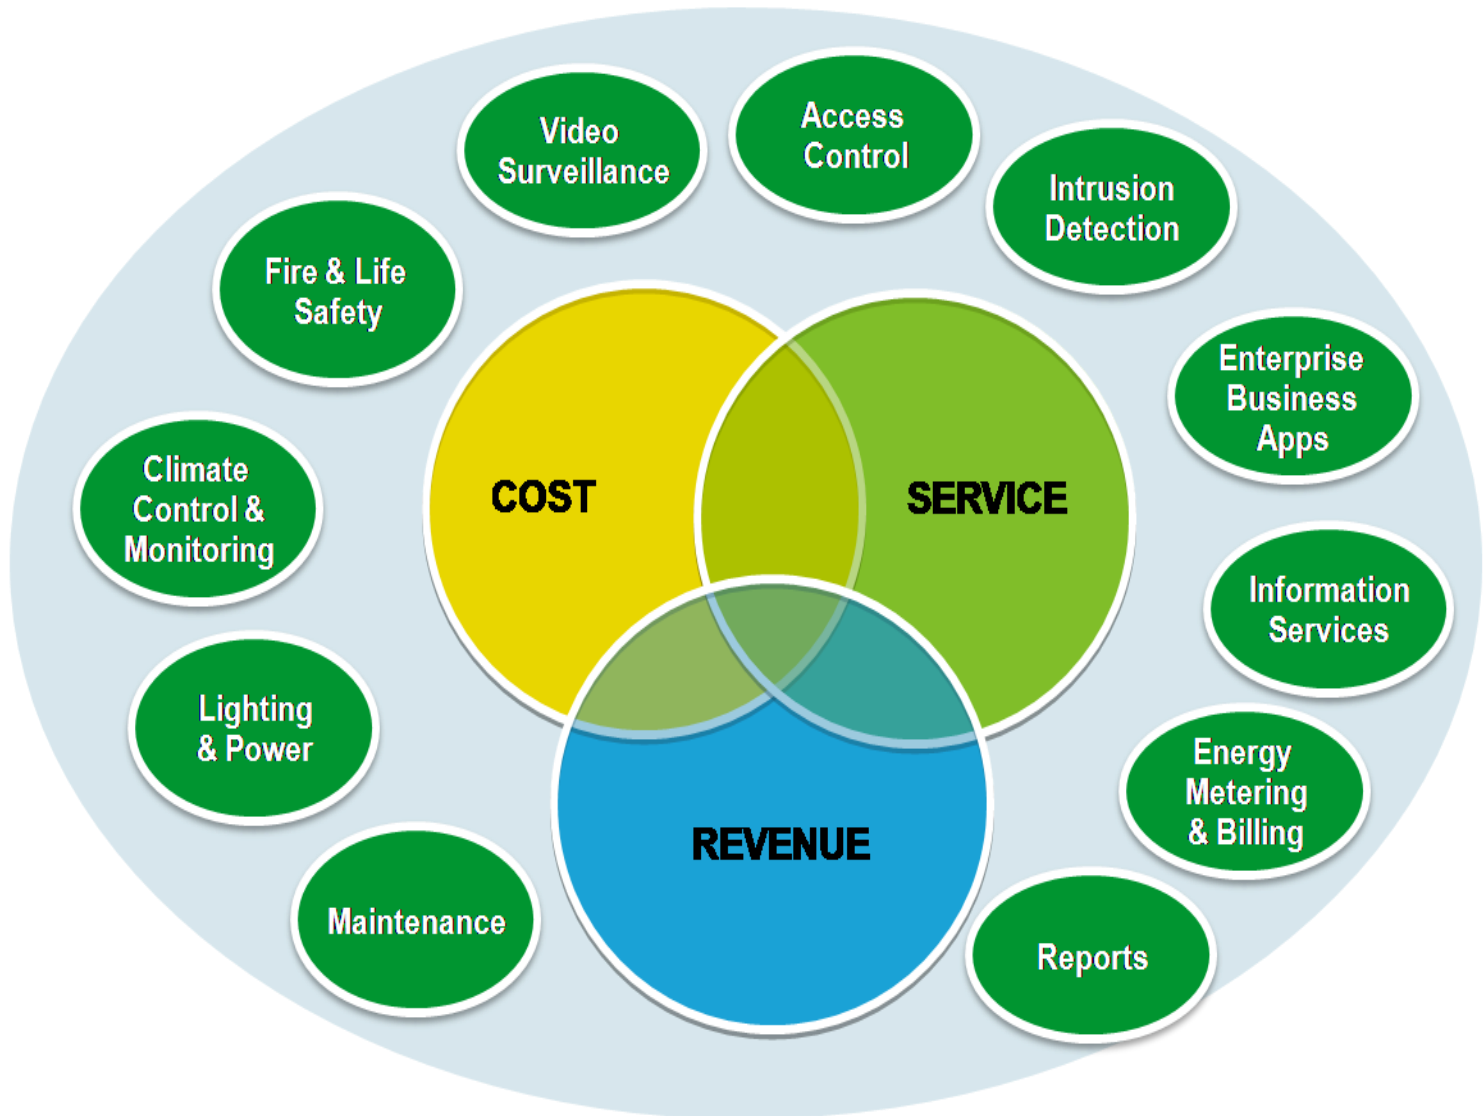 Video
Surveillance
Access
Control
Intrusion
Detection
Fire & Life
Safety
Enterprise
Business
Apps
Climate
Control &
Monitoring
COST
SERVICE
Information
Services
Lighting
& Power
Energy
Metering
& Billing
REVENUE
Maintenance
Reports